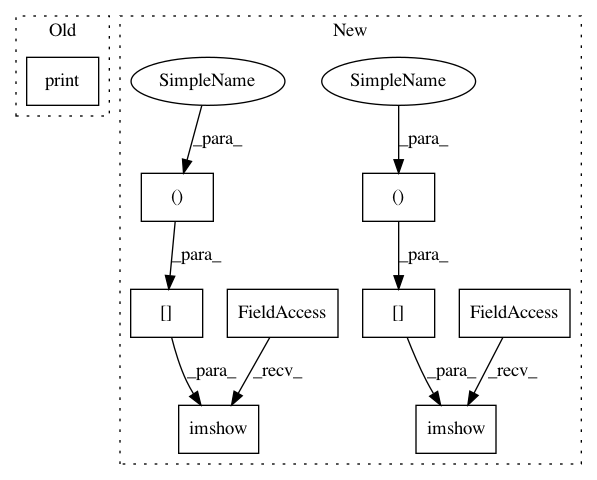 Old
New
print
SimpleName
SimpleName
_para_
_para_
()
()
_para_
_para_
[]
FieldAccess
[]
FieldAccess
_para_
_recv_
_para_
_recv_
imshow
imshow